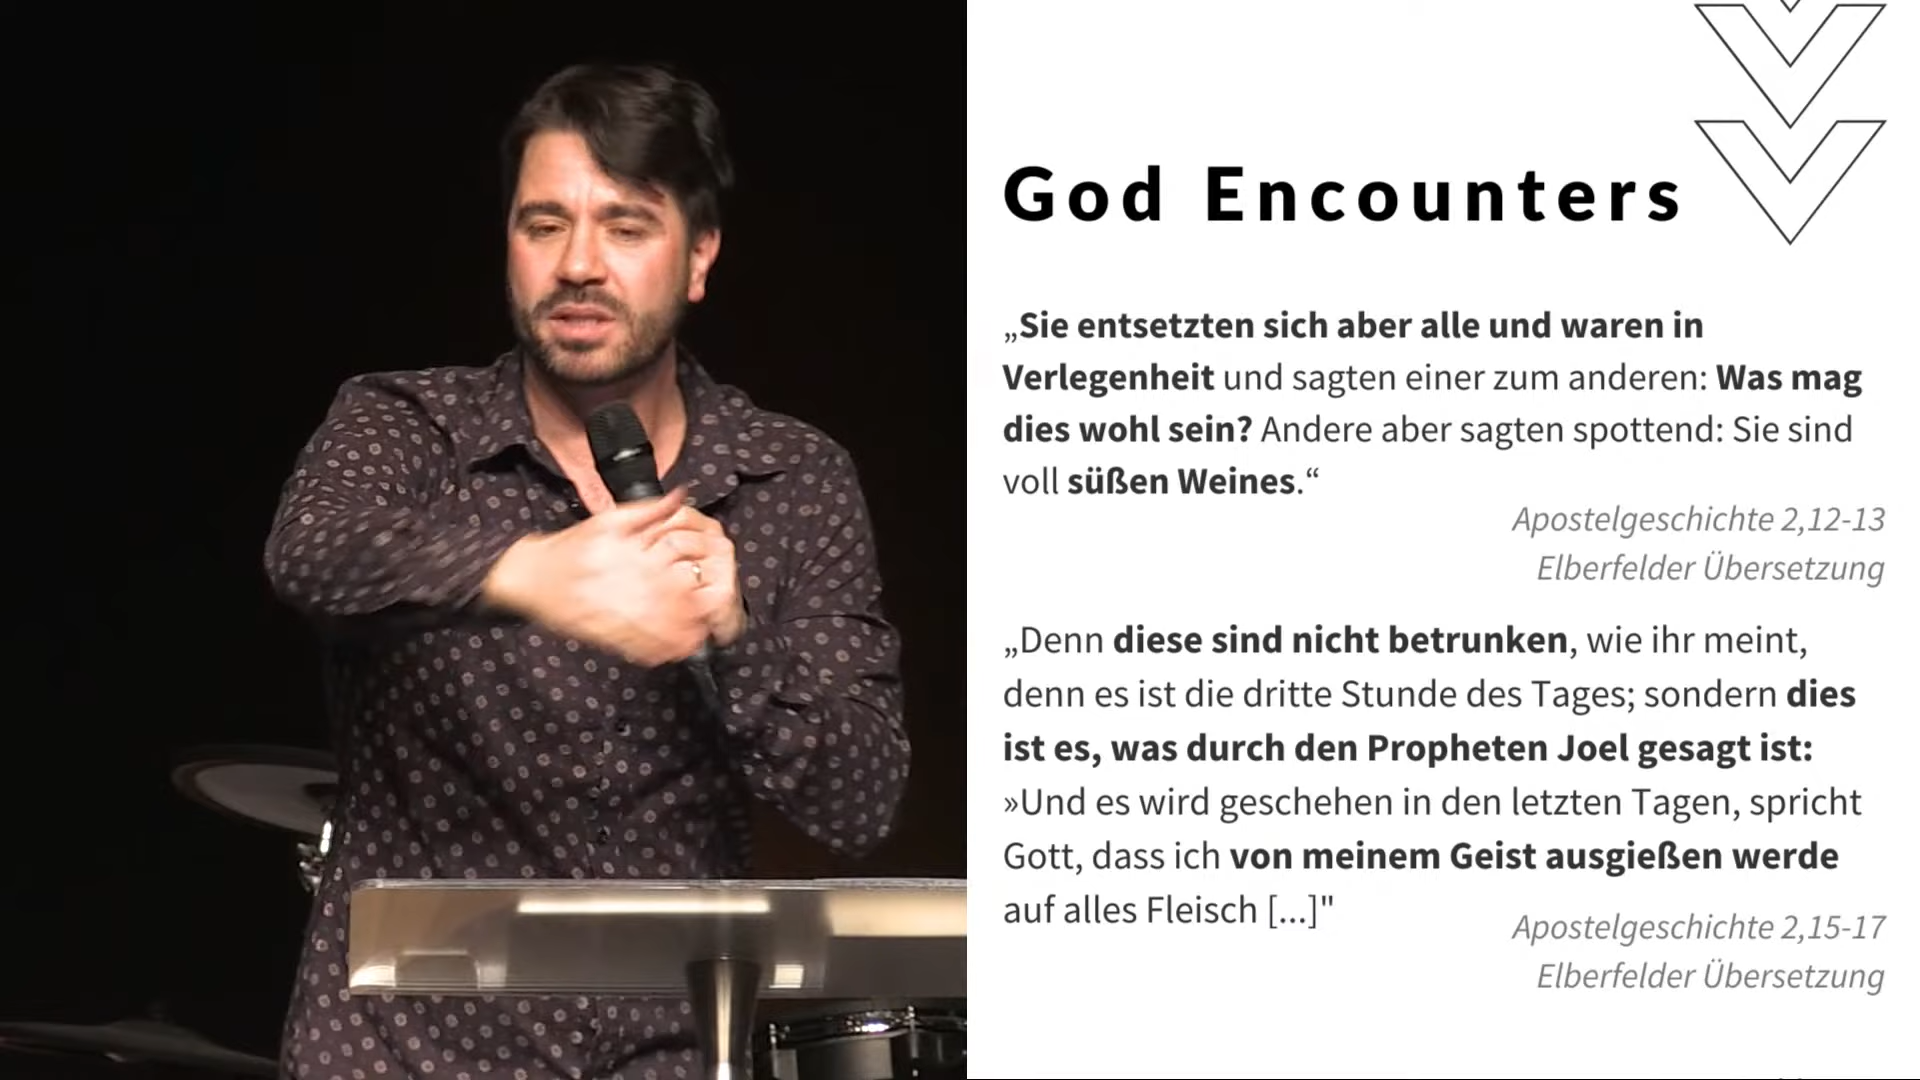 God Encounters
„Sie entsetzten sich aber alle und waren in
Verlegenheit und sagten einer zum anderen: Was mag
dies wohl sein? Andere aber sagten spottend: Sie sind
voll süßen Weines.“
Apostelgeschichte 2,12-13
Elberfelder Übersetzung
„Denn diese sind nicht betrunken, wie ihr meint,
denn es ist die dritte Stunde des Tages; sondern dies
ist es, was durch den Propheten Joel gesagt ist:
»Und es wird geschehen in den letzten Tagen, spricht
Gott, dass ich von meinem Geist ausgießen werde
auf alles Fleisch [...]"
Apostelgeschichte 2,15-17
Elberfelder Übersetzung